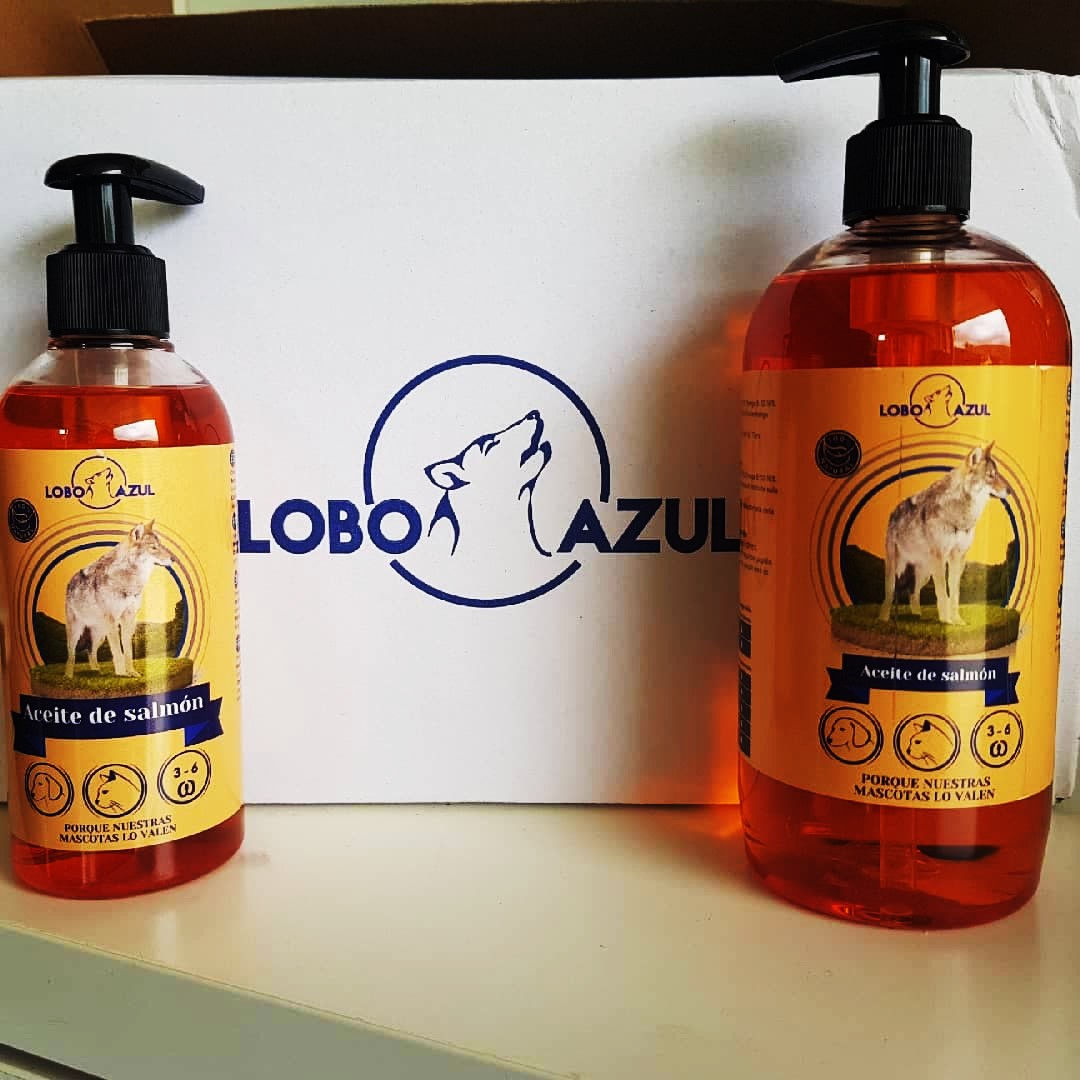 LOBO AZUL
LOBO AZUL
Aceite de salmón
3-6
PORQUE NUESTRAS
MASCOTAS LO VALEN
LOBO AZUL
Aceite de salmón
3-6
PORQUE NUESTRAS
MASCOTAS LO VALEN